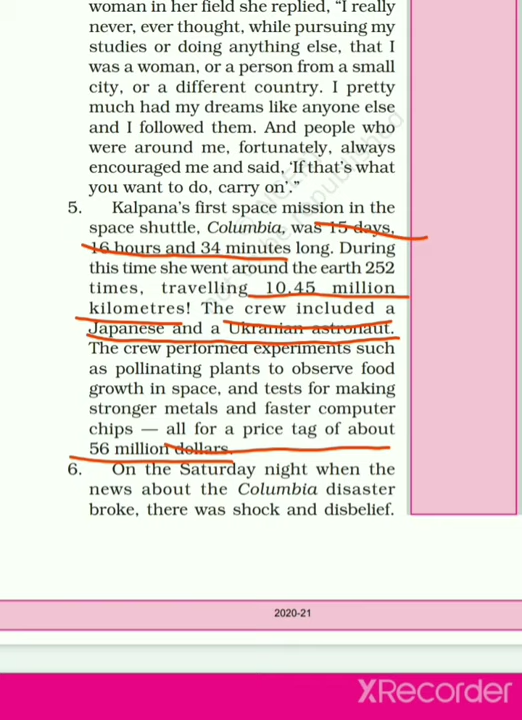 woman in her field she replied, “I really
never, ever thought, while pursuing my
studies or doing anything else, that I
was a woman, or a person from a small
city, or a different country. I pretty
much had my dreams like anyone else
and I followed them. And people who
were around me, fortunately, always
encouraged me and said, ‘If that’s what
you want to do, carry on’.”
5. Kalpana’s first space mission in the
space shuttle, Columbia, was 15 days,
16 hours and 34 minutes long. During
this time she went around the earth 252
times, travelling 10.45 million
kilometres! The crew included a
Japanese and a Ukranian astronaut.
The crew performed experiments such
as pollinating plants to observe food
growth in space, and tests for making
stronger metals and faster computer
chips — all for a price tag of about
56 million dollars.
6. On the Saturday night when the
news about the Columbia disaster
broke, there was shock and disbelief.
2020-21
XRecorder